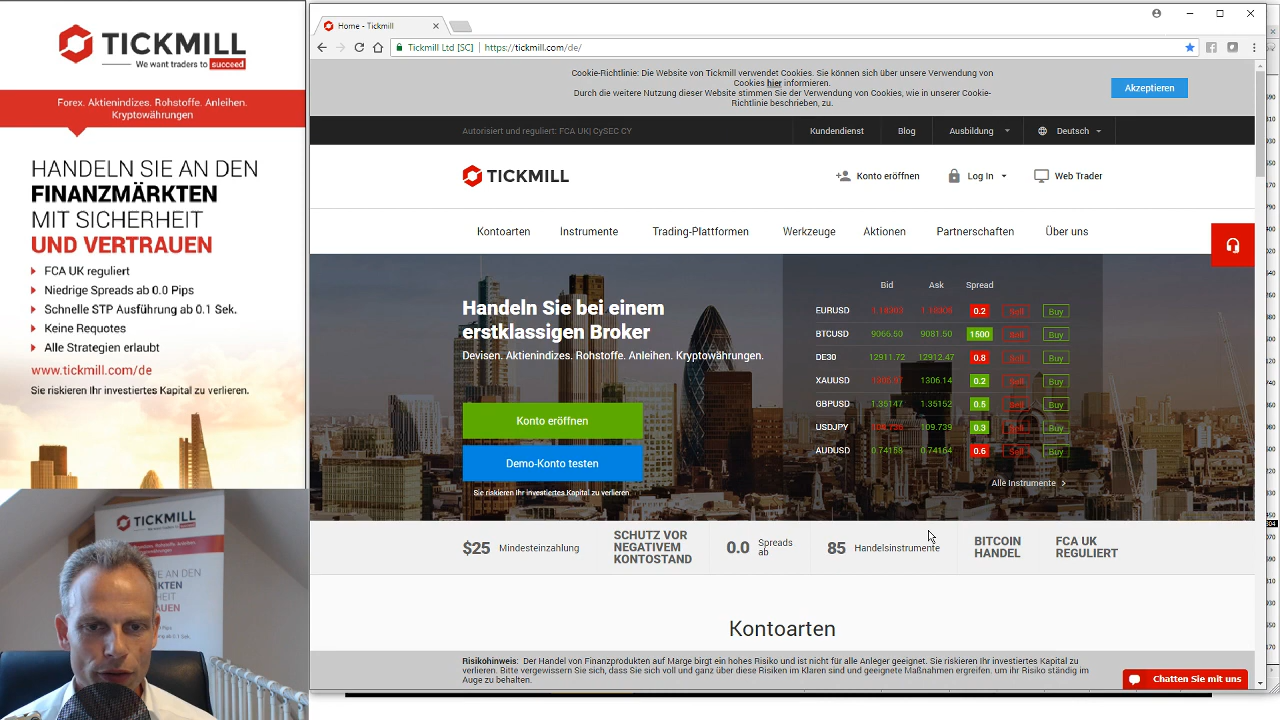 TICKMILL
We want traders to succeed
Forex. Aktienindizes. Rohstoffe. Anleihen.
Kryptowährungen
HANDELN SIE AN DEN
FINANZMÄRKTEN
MIT SICHERHEIT
UND VERTRAUEN
FCA UK reguliert
Niedrige Spreads ab 0.0 Pips
Schnelle STP Ausführung ab 0.1 Sek.
Keine Requotes
Alle Strategien erlaubt
www.tickmill.com/de
Sie riskieren Ihr investiertes Kapital zu verlieren.
TICKMILL
Home - Tickmill
Tickmill Ltd [SC] https://tickmill.com/de/
Cookie-Richtlinie: Die Website von Tickmill verwendet Cookies. Sie können sich über unsere Verwendung von
Cookies hier informieren.
Durch die weitere Nutzung dieser Website stimmen Sie der Verwendung von Cookies, wie in unserer Cookie-
Richtlinie beschrieben, zu.
Akzeptieren
Autorisiert und reguliert: FCA UK| CySEC CY
Kundendienst Blog Ausbildung Deutsch
TICKMILL
Konto eröffnen Log In Web Trader
Kontoarten Instrumente Trading-Plattformen Werkzeuge Aktionen Partnerschaften Über uns
Handeln Sie bei einem
erstklassigen Broker
Devisen. Aktienindizes. Rohstoffe. Anleihen. Kryptowährungen.
Konto eröffnen
Demo-Konto testen
Sie riskieren Ihr investiertes Kapital zu verlieren.
Bid Ask Spread
EURUSD 0.2 Sell Buy
BTCUSD 9066.50 9081.50 1500 Sell Buy
DE30 12911.72 12912.47 0.8 Sell Buy
XAUUSD 1306.14 0.2 Sell Buy
GBPUSD 1.35147 1.35152 0.5 Sell Buy
USDJPY 109.739 0.3 Sell Buy
AUDUSD 0.74158 0.74164 0.6 Sell Buy
Alle Instrumente
$25 Mindesteinzahlung
SCHUTZ VOR
NEGATIVEM
KONTOSTAND
0.0 Spreads
ab
85 Handelsinstrumente
BITCOIN
HANDEL
FCA UK
REGULIERT
Kontoarten
Risikohinweis: Der Handel von Finanzprodukten auf Marge birgt ein hohes Risiko und ist nicht für alle Anleger geeignet. Sie riskieren Ihr investiertes Kapital zu
verlieren. Bitte vergewissern Sie sich, dass Sie sich voll und ganz über diese Risiken im Klaren sind und geeignete Maßnahmen ergreifen. um ihr Risiko ständig im
Auge zu behalten.
Chatten Sie mit uns